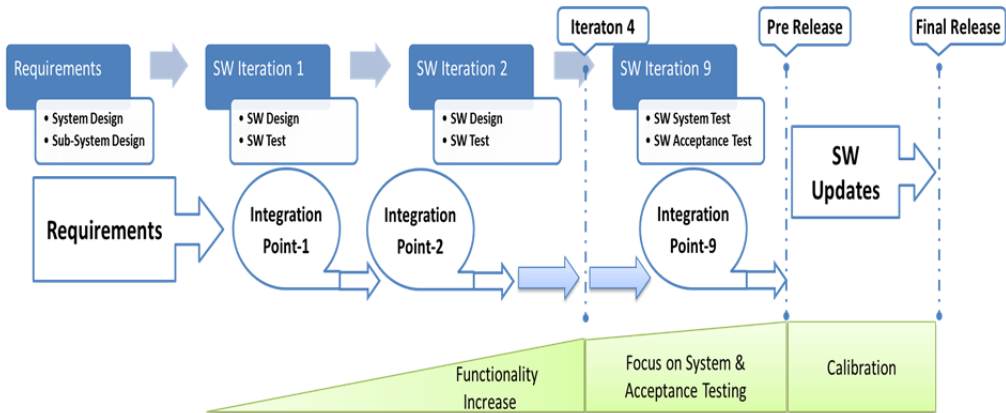 Iteraton 4
Pre Release
Final Release
Requirements
• System Design
• Sub-System Design
SW Iteration 1
• SW Design
• SW Test
SW Iteration 2
• SW Design
• SW Test
SW Iteration 9
• SW System Test
• SW Acceptance Test
SW
Updates
Requirements
Integration
Point-1
Integration
Point-2
Integration
Point-9
Functionality
Increase
Focus on System &
Acceptance Testing
Calibration